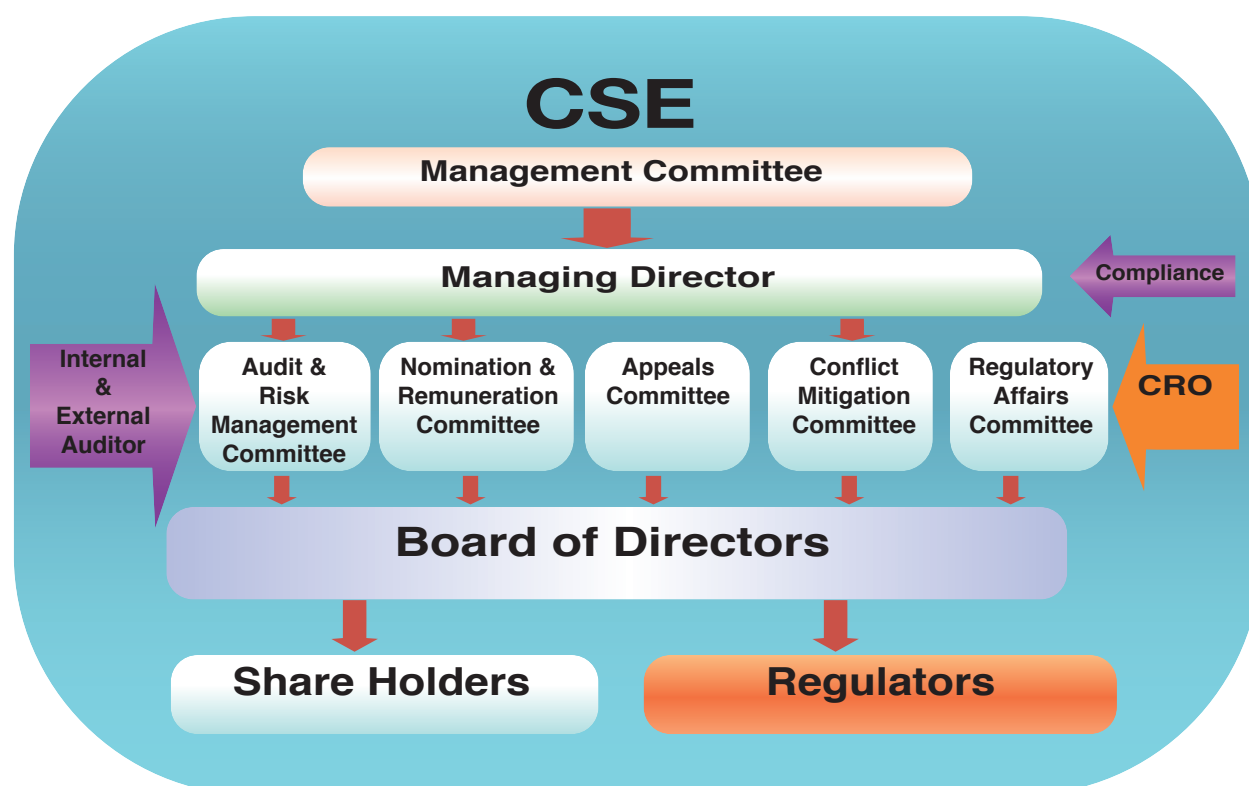 CSE
Management Committee
Managing Director
Compliance
Internal
&
External
Auditor
Audit &
Risk
Management
Committee
Nomination &
Remuneration
Committee
Appeals
Committee
Conflict
Mitigation
Committee
Regulatory
Affairs
Committee
CRO
Board of Directors
Share Holders
Regulators